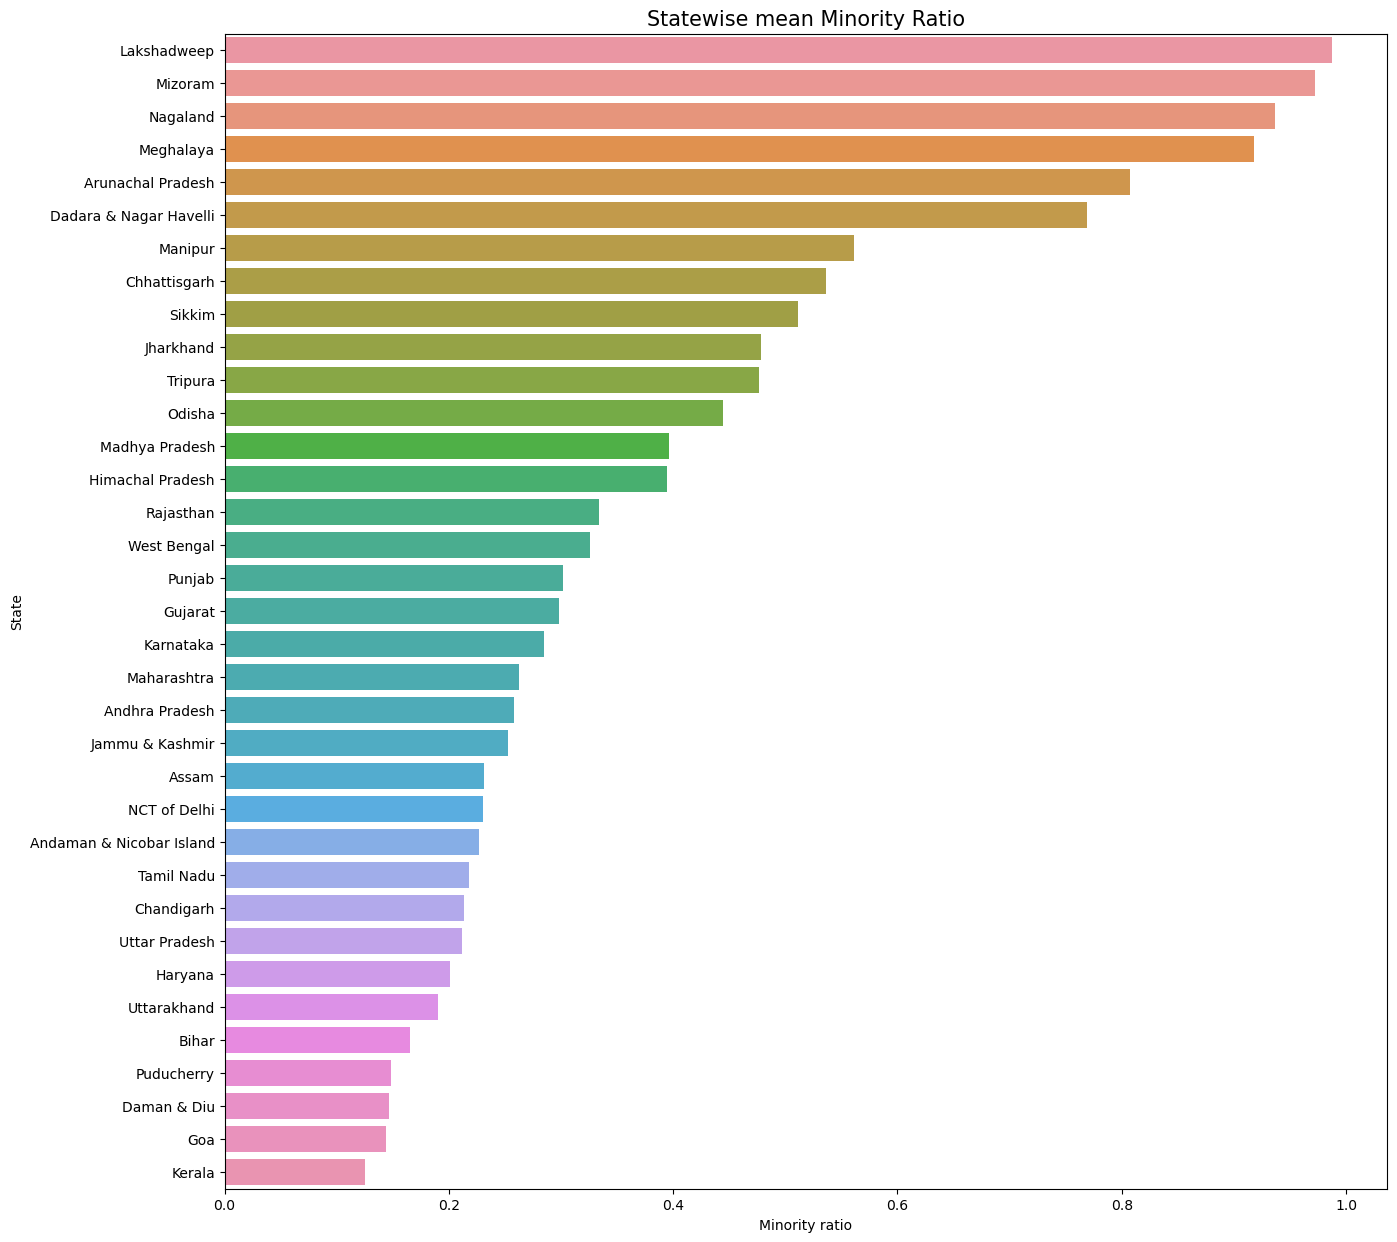 Statewise mean Minority Ratio
Lakshadweep
Mizoram
Nagaland
Meghalaya
Arunachal Pradesh
Dadara & Nagar Havelli
Manipur
Chhattisgarh
Sikkim
Jharkhand
Tripura
Odisha
Madhya Pradesh
Himachal Pradesh
Rajasthan
West Bengal
Punjab
Gujarat
Karnataka
Maharashtra
Andhra Pradesh
Jammu & Kashmir
Assam
NCT of Delhi
Andaman & Nicobar Island
Tamil Nadu
Chandigarh
Uttar Pradesh
Haryana
Uttarakhand
Bihar
Puducherry
Daman & Diu
Goa
Kerala
State
0.0 0.2 0.4 0.6 0.8 1.0
Minority ratio